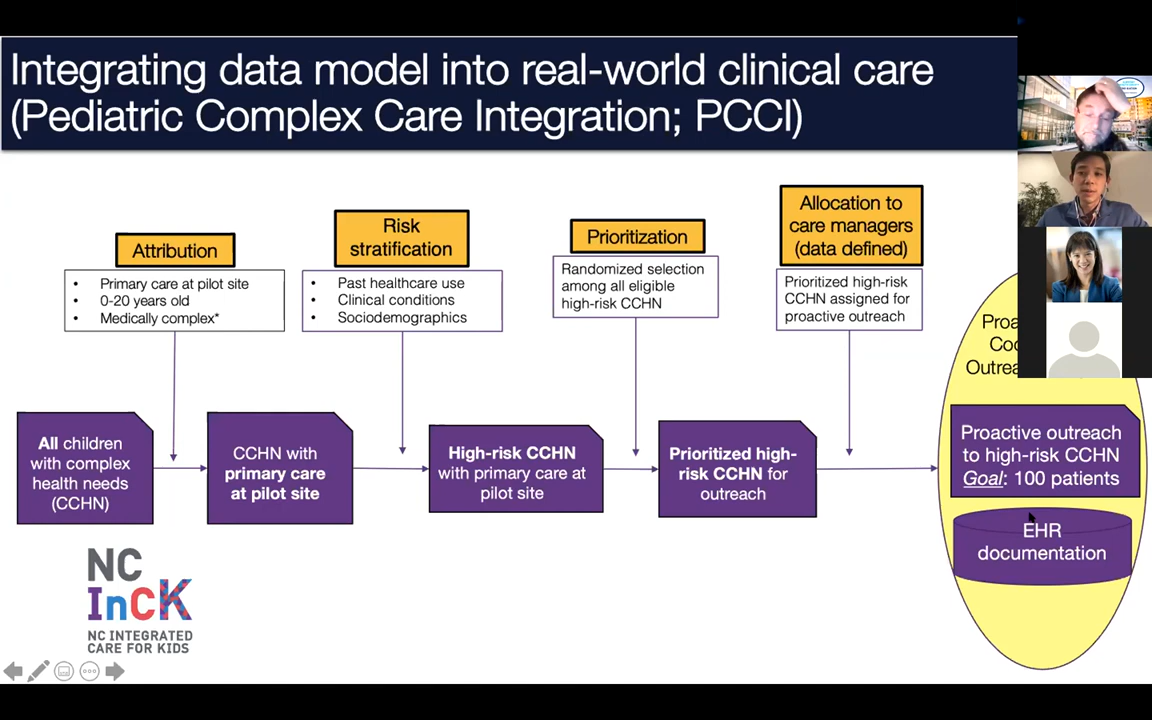 Integrating data model into real-world clinical care
(Pediatric Complex Care Integration; PCCI)
Attribution
• Primary care at pilot site
• 0-20 years old
• Medically complex*
Risk
stratification
• Past healthcare use
• Clinical conditions
• Sociodemographics
Prioritization
Randomized selection
among all eligible
high-risk CCHN
Allocation to
care managers
(data defined)
Prioritized high-risk
CCHN assigned for
proactive outreach
All children
with complex
health needs
(CCHN)
CCHN with
primary care
at pilot site
High-risk CCHN
with primary care at
pilot site
Prioritized high-
risk CCHN for
outreach
Proactive outreach
to high-risk CCHN
Goal: 100 patients
EHR
documentation
NC
InCK
NC INTEGRATED
CARE FOR KIDS